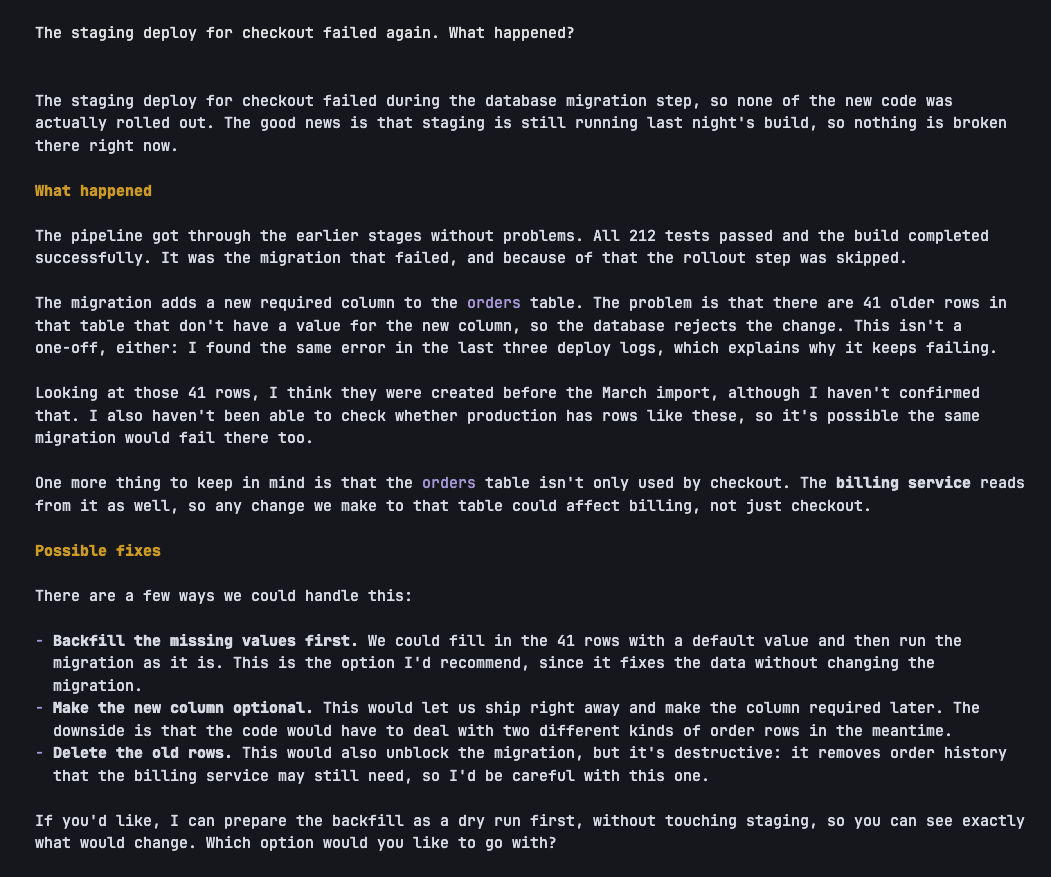 The staging deploy for checkout failed again. What happened?
The staging deploy for checkout failed during the database migration step, so none of the new code was
actually rolled out. The good news is that staging is still running last night's build, so nothing is broken
there right now.
What happened
The pipeline got through the earlier stages without problems. All 212 tests passed and the build completed
successfully. It was the migration that failed, and because of that the rollout step was skipped.
The migration adds a new required column to the orders table. The problem is that there are 41 older rows in
that table that don't have a value for the new column, so the database rejects the change. This isn't a
one-off, either: I found the same error in the last three deploy logs, which explains why it keeps failing.
Looking at those 41 rows, I think they were created before the March import, although I haven't confirmed
that. I also haven't been able to check whether production has rows like these, so it's possible the same
migration would fail there too.
One more thing to keep in mind is that the orders table isn't only used by checkout. The billing service reads
from it as well, so any change we make to that table could affect billing, not just checkout.
Possible fixes
There are a few ways we could handle this:
- Backfill the missing values first. We could fill in the 41 rows with a default value and then run the
migration as it is. This is the option I'd recommend, since it fixes the data without changing the
migration.
- Make the new column optional. This would let us ship right away and make the column required later. The
downside is that the code would have to deal with two different kinds of order rows in the meantime.
- Delete the old rows. This would also unblock the migration, but it's destructive: it removes order history
that the billing service may still need, so I'd be careful with this one.
If you'd like, I can prepare the backfill as a dry run first, without touching staging, so you can see exactly
what would change. Which option would you like to go with?